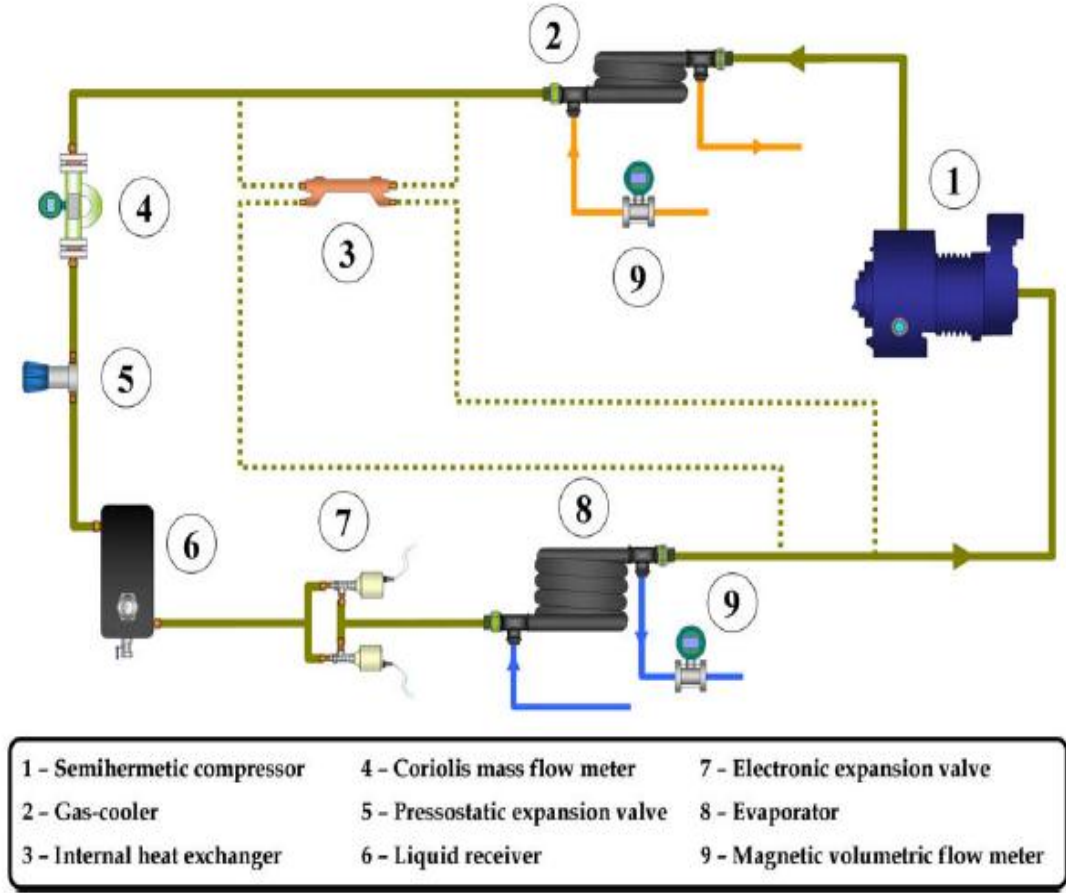 2
1
4
3
9
5
8
7
6
9
1 – Semihermetic compressor
4 – Coriolis mass flow meter
7 – Electronic expansion valve
2 – Gas-cooler
5 – Pressostatic expansion valve
8 – Evaporator
3 – Internal heat exchanger
6 – Liquid receiver
9 – Magnetic volumetric flow meter